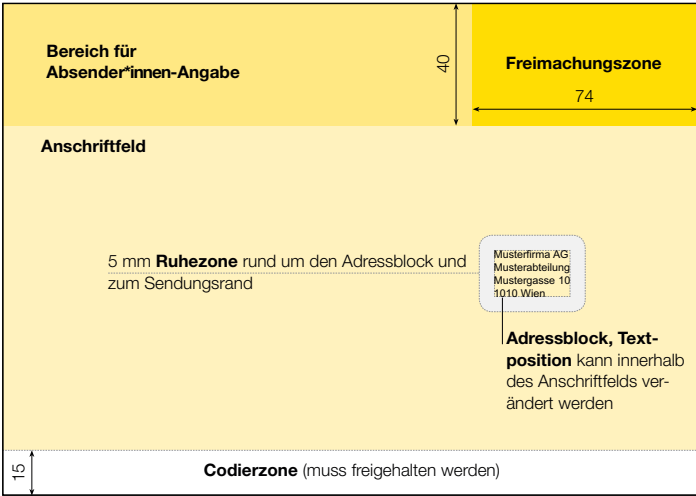 Bereich für
Absender*innen-Angabe
40
Freimachungszone
74
Anschriftfeld
5 mm Ruhezone rund um den Adressblock und
zum Sendungsrand
Musterfirma AG
Musterabteilung
Mustergasse 10
1010 Wien
Adressblock, Text-
position kann innerhalb
des Anschriftfelds ver-
ändert werden
15
Codierzone (muss freigehalten werden)